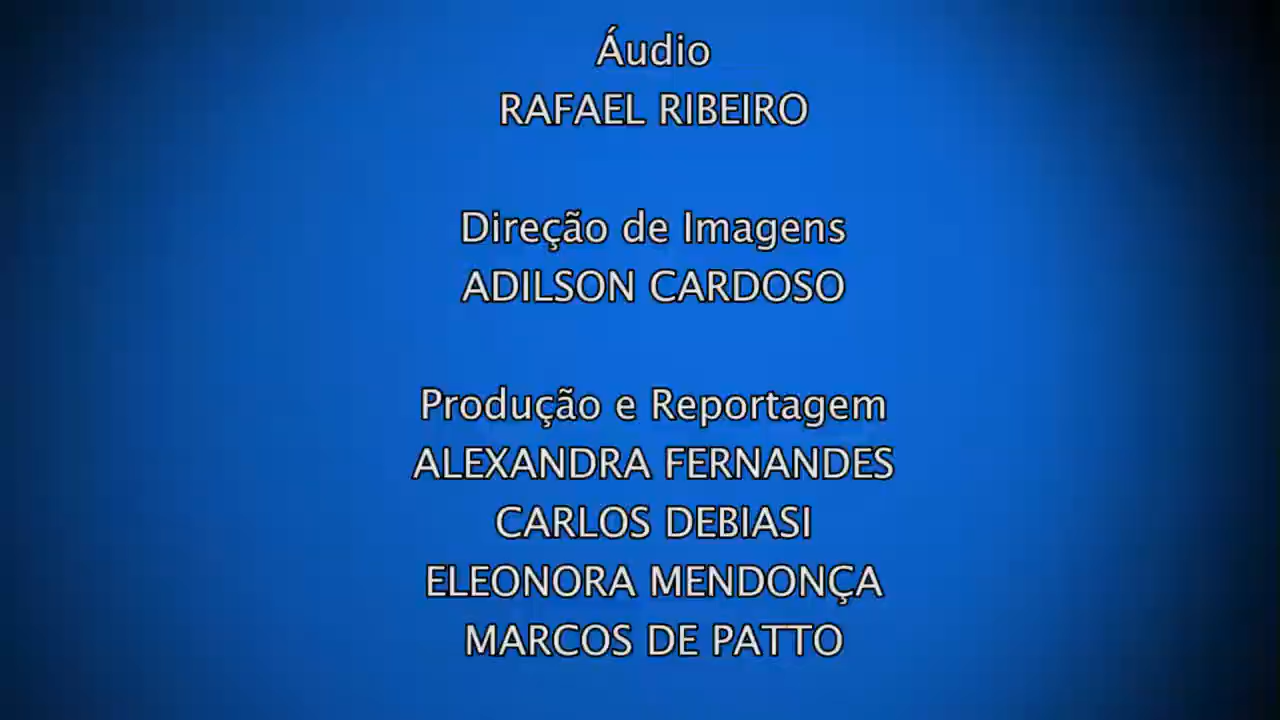 Áudio
RAFAEL RIBEIRO
Direção de Imagens
ADILSON CARDOSO
Produção e Reportagem
ALEXANDRA FERNANDES
CARLOS DEBIASI
ELEONORA MENDONÇA
MARCOS DE PATTO